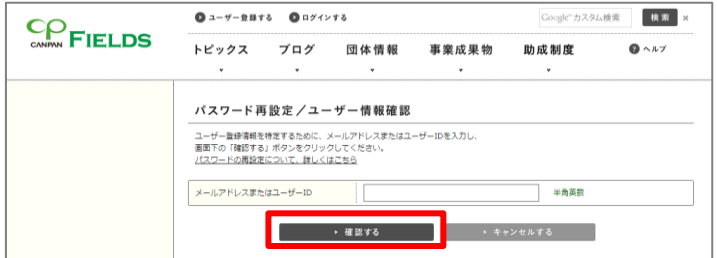 CANPAN FIELDS
ユーザー登録する ログインする Google™ カスタム検索 検索 ×
トピックス ブログ 団体情報 事業成果物 助成制度 ヘルプ
パスワード再設定／ユーザー情報確認
ユーザー登録情報を特定するために、メールアドレスまたはユーザーIDを入力し、
画面下の「確認する」ボタンをクリックしてください。
パスワードの再設定について、詳しくはこちら
メールアドレスまたはユーザーID 半角英数
確認する キャンセルする